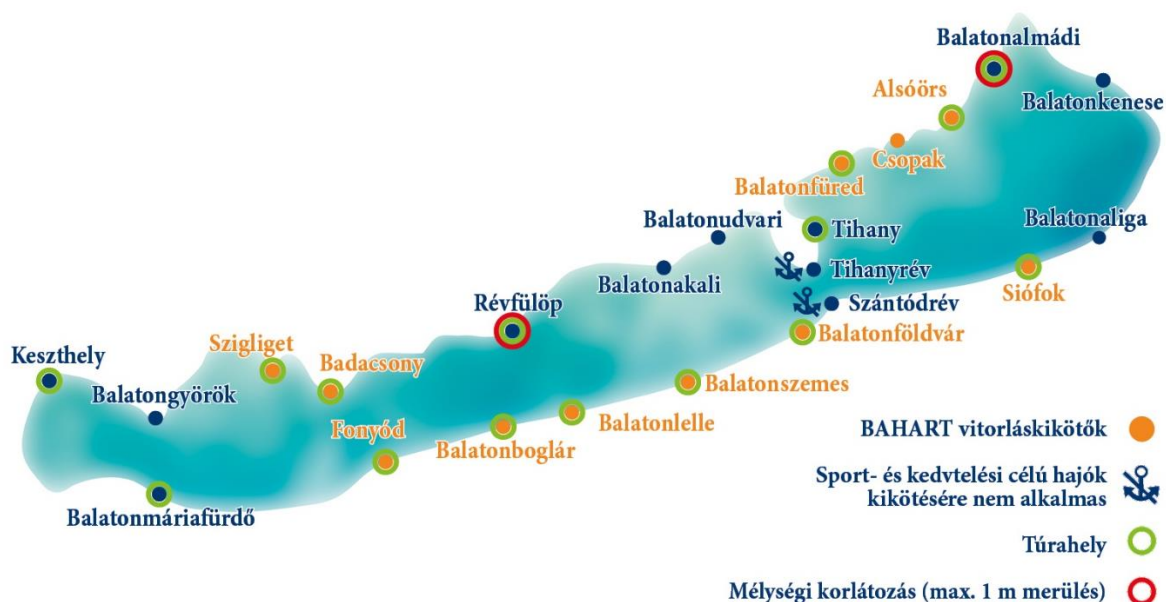 Balatonalmádi
Balatonkenese
Alsóörs
Csopak
Balatonfüred
Balatonudvari
Tihany
Balatonaliga
Balatonakali
Tihanyrév
Siófok
Révfülöp
Szántódrév
Balatonföldvár
Szigliget
Keszthely
Badacsony
Balatongyörök
Balatonszemes
Fonyód
Balatonlelle
Balatonboglár
Balatonmáriafürdő
BAHART vitorláskikötők
Sport- és kedvtelési célú hajók
kikötésére nem alkalmas
Túrahely
Mélységi korlátozás (max. 1 m merülés)